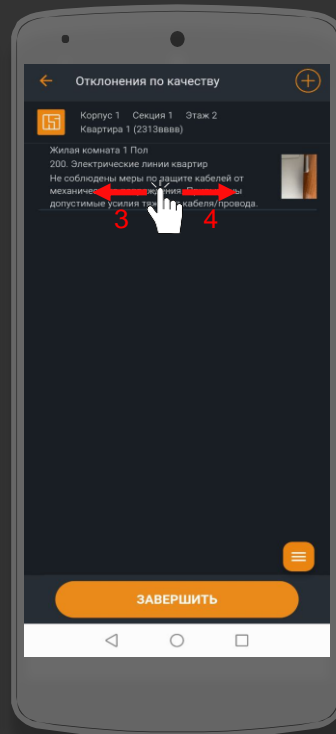 Отклонения по качеству
Корпус 1 Секция 1 Этаж 2
Квартира 1 (2313вввв)
Жилая комната 1 Пол
200. Электрические линии квартир
Не соблюдены меры по защите кабелей от
допустимые усилия кабеля/провода.
3 4
ЗАВЕРШИТЬ